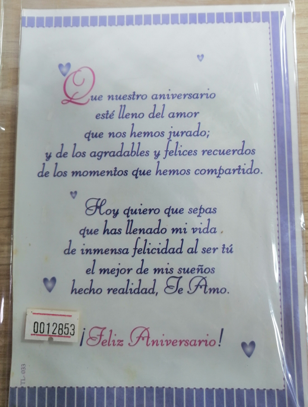 Que nuestro aniversario
esté lleno del amor
que nos hemos jurado;
y de los agradables y felices recuerdos
de los momentos que hemos compartido.
Hoy quiero que sepas
que has llenado mi vida
de inmensa felicidad al ser tú
el mejor de mis sueños
hecho realidad, Te Amo.
0012853
¡Feliz Aniversario!